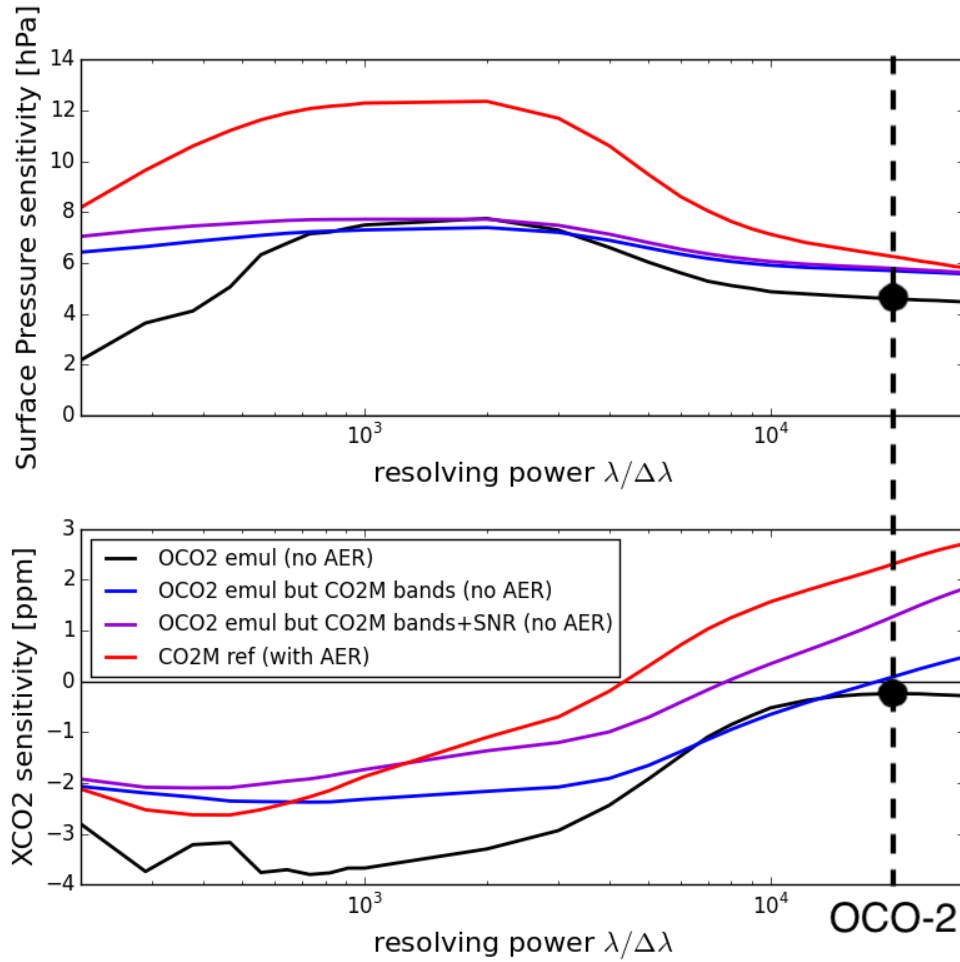 Surface Pressure sensitivity [hPa]
14
12
10
8
6
4
2
0
10³
10⁴
resolving power λ/Δλ
XCO2 sensitivity [ppm]
3
2
1
0
−1
−2
−3
−4
OCO2 emul (no AER)
OCO2 emul but CO2M bands (no AER)
OCO2 emul but CO2M bands+SNR (no AER)
CO2M ref (with AER)
10³
10⁴
OCO-2
resolving power λ/Δλ